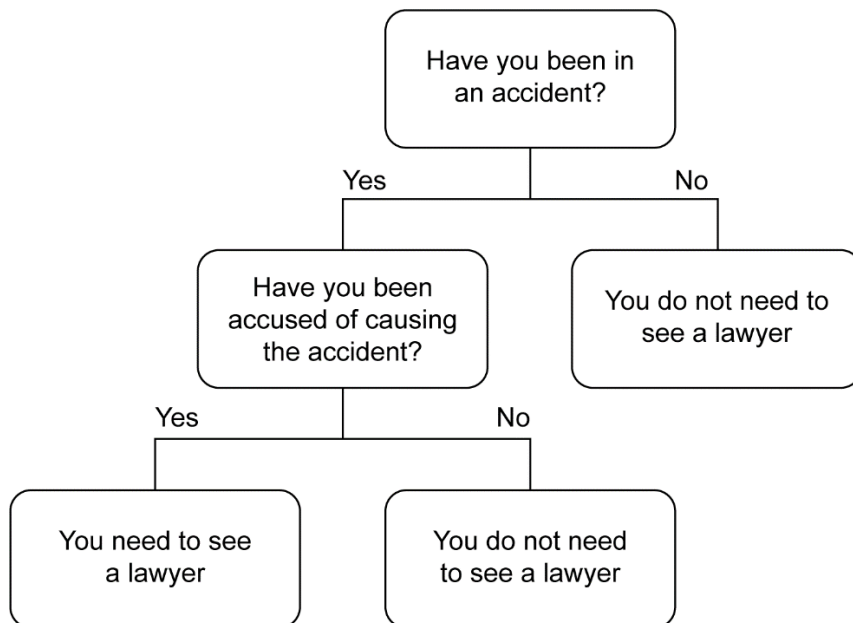 Have you been in
an accident?
Yes
No
Have you been
accused of causing
the accident?
You do not need to
see a lawyer
Yes
No
You need to see
a lawyer
You do not need
to see a lawyer